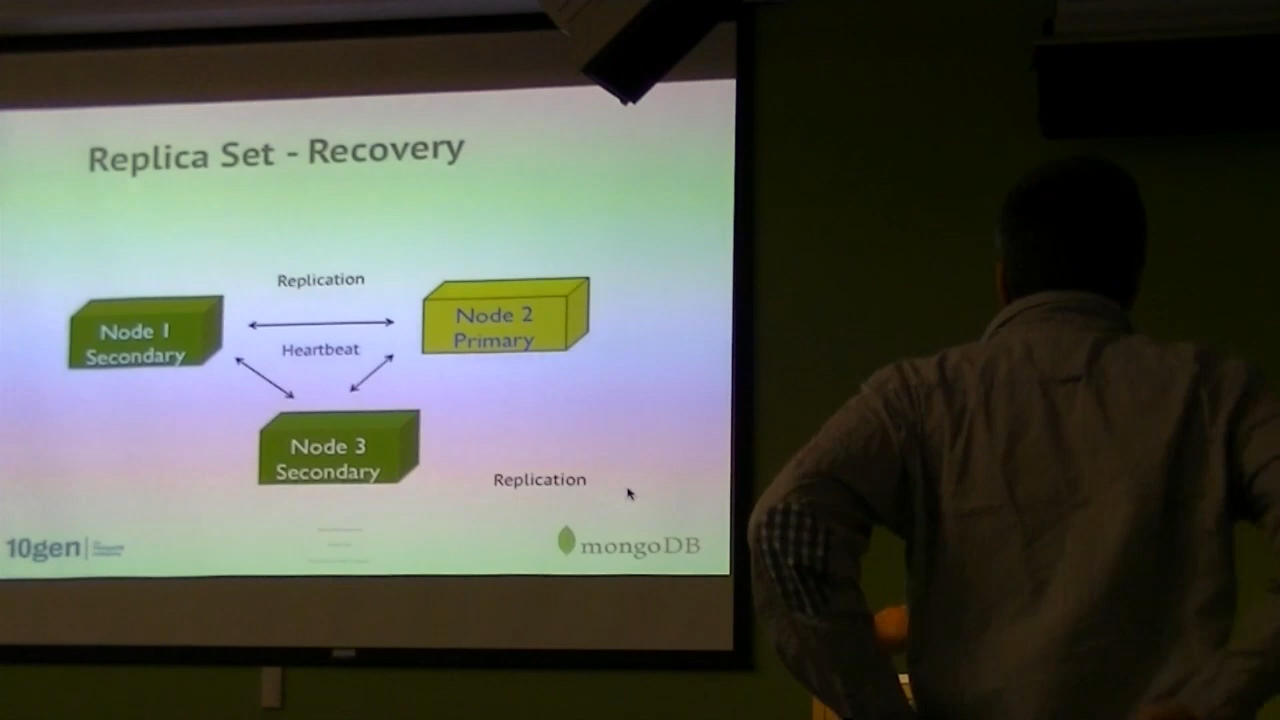 Replica Set - Recovery
Replication
Node 1
Secondary
Node 2
Primary
Heartbeat
Node 3
Secondary
Replication
10gen
mongoDB